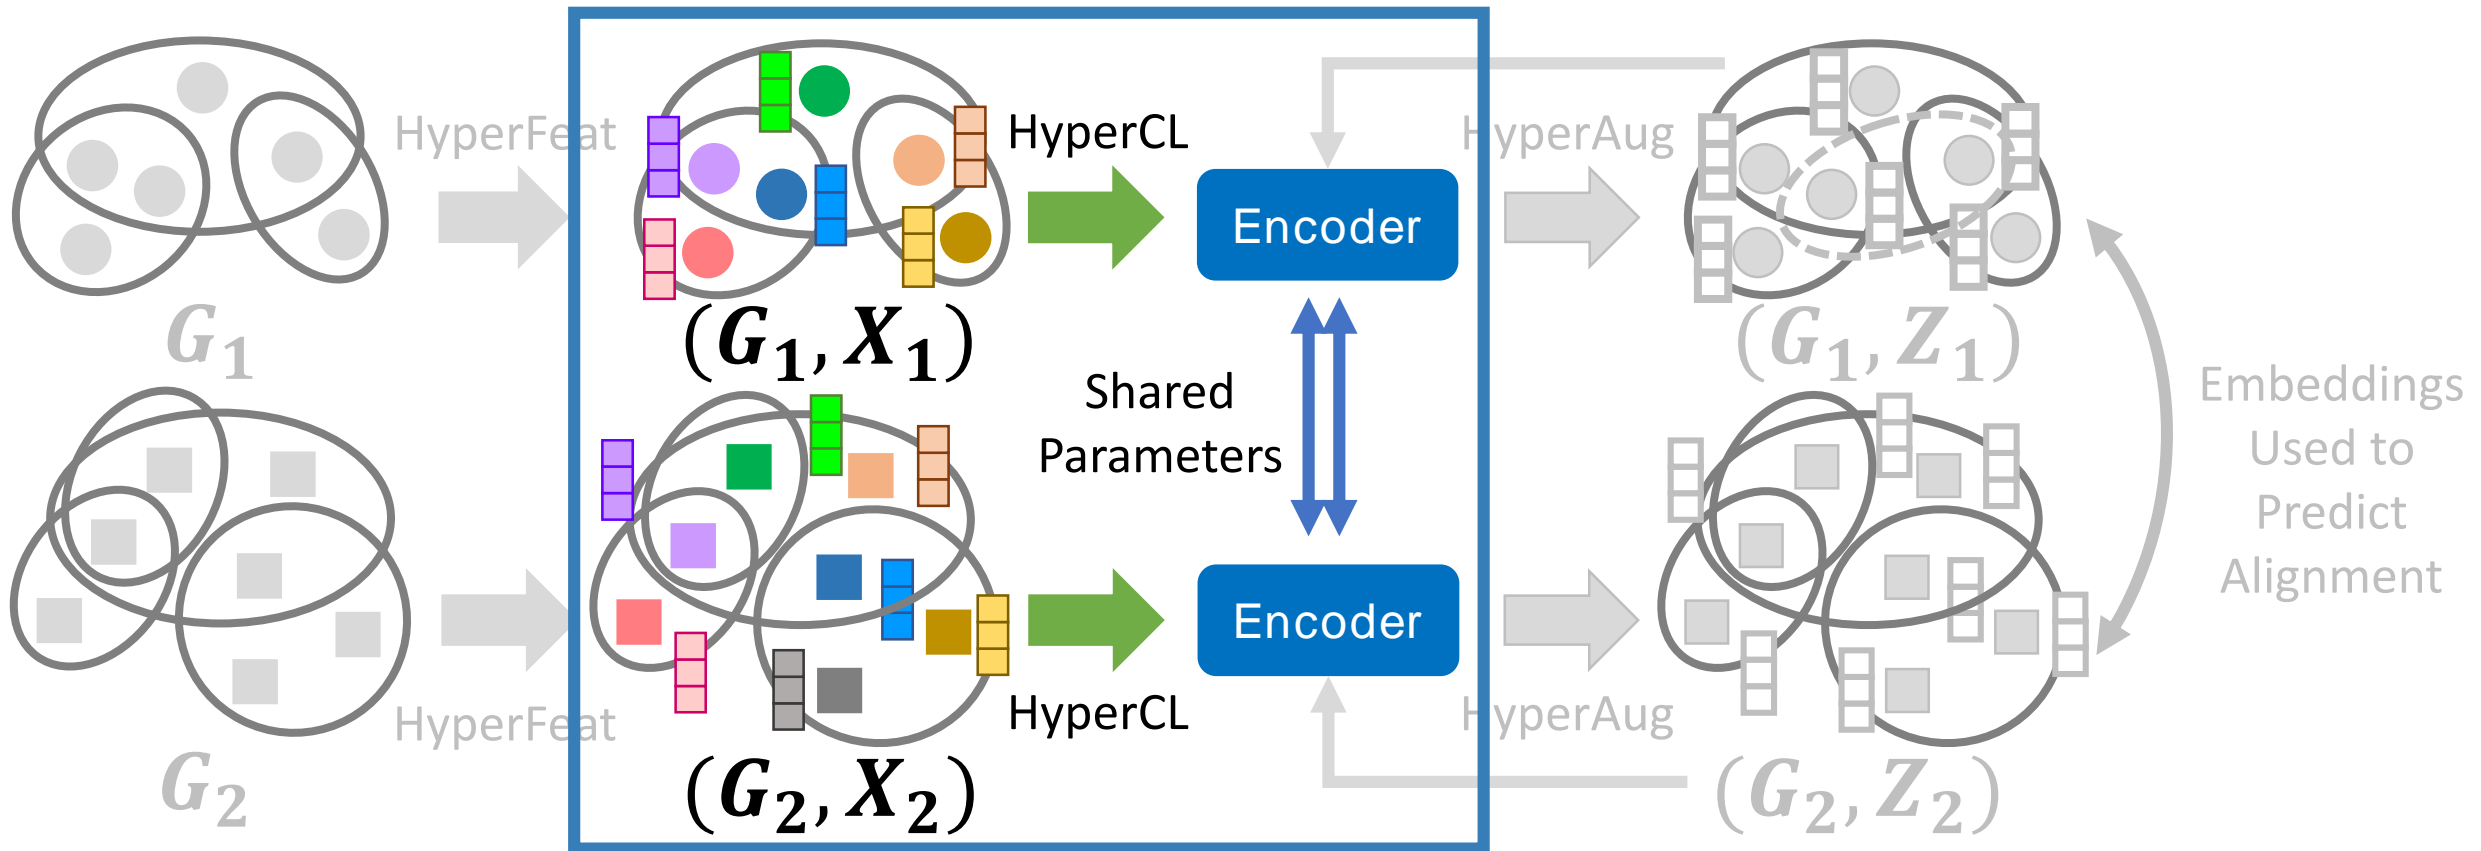 HyperFeat
HyperCL
Encoder
HyperAug
G1
(G1, X1)
(G1, Z1)
Shared
Parameters
Embeddings
Used to
Predict
Alignment
Encoder
HyperFeat
HyperCL
HyperAug
G2
(G2, X2)
(G2, Z2)